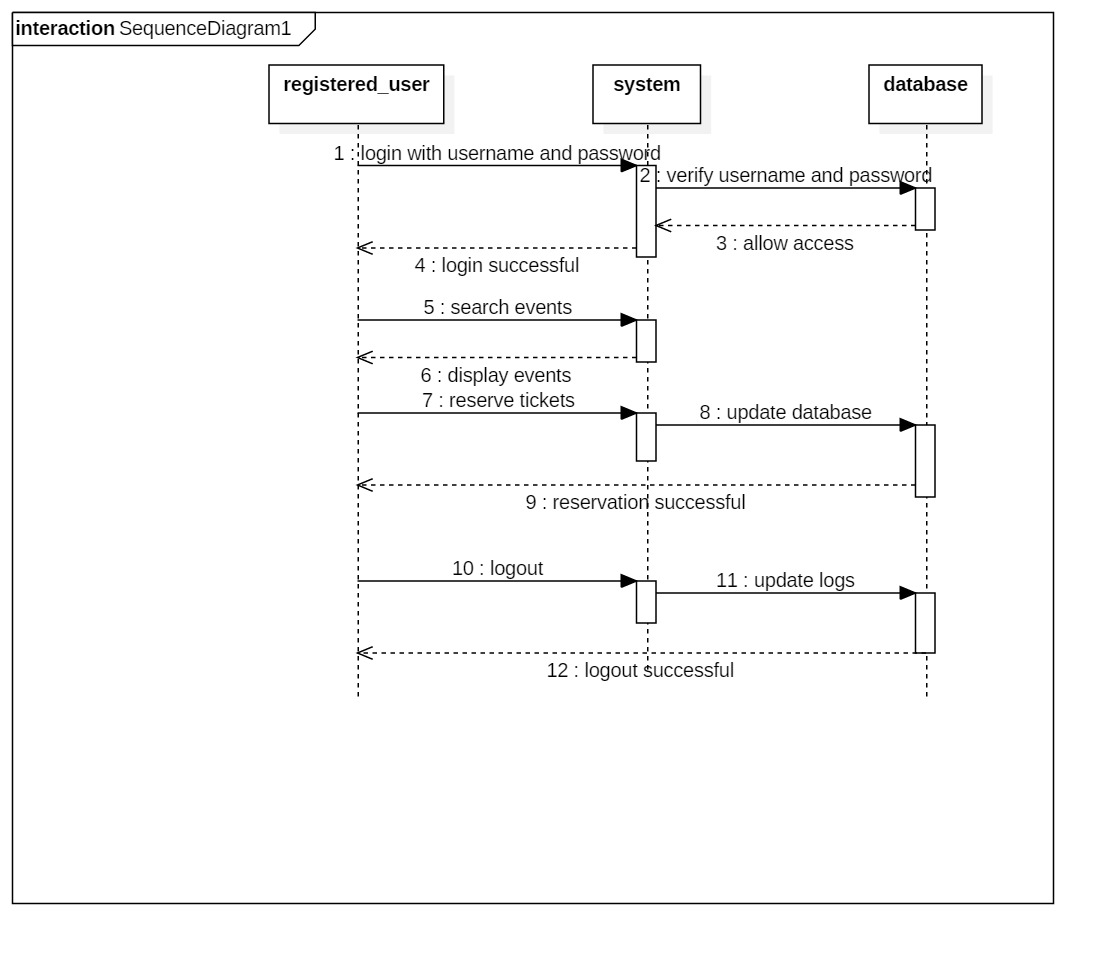 interaction SequenceDiagram1
registered_user
system
database
1 : login with username and password
2 : verify username and password
3 : allow access
4 : login successful
5 : search events
6 : display events
7 : reserve tickets
8 : update database
9 : reservation successful
10 : logout
11 : update logs
12 : logout successful